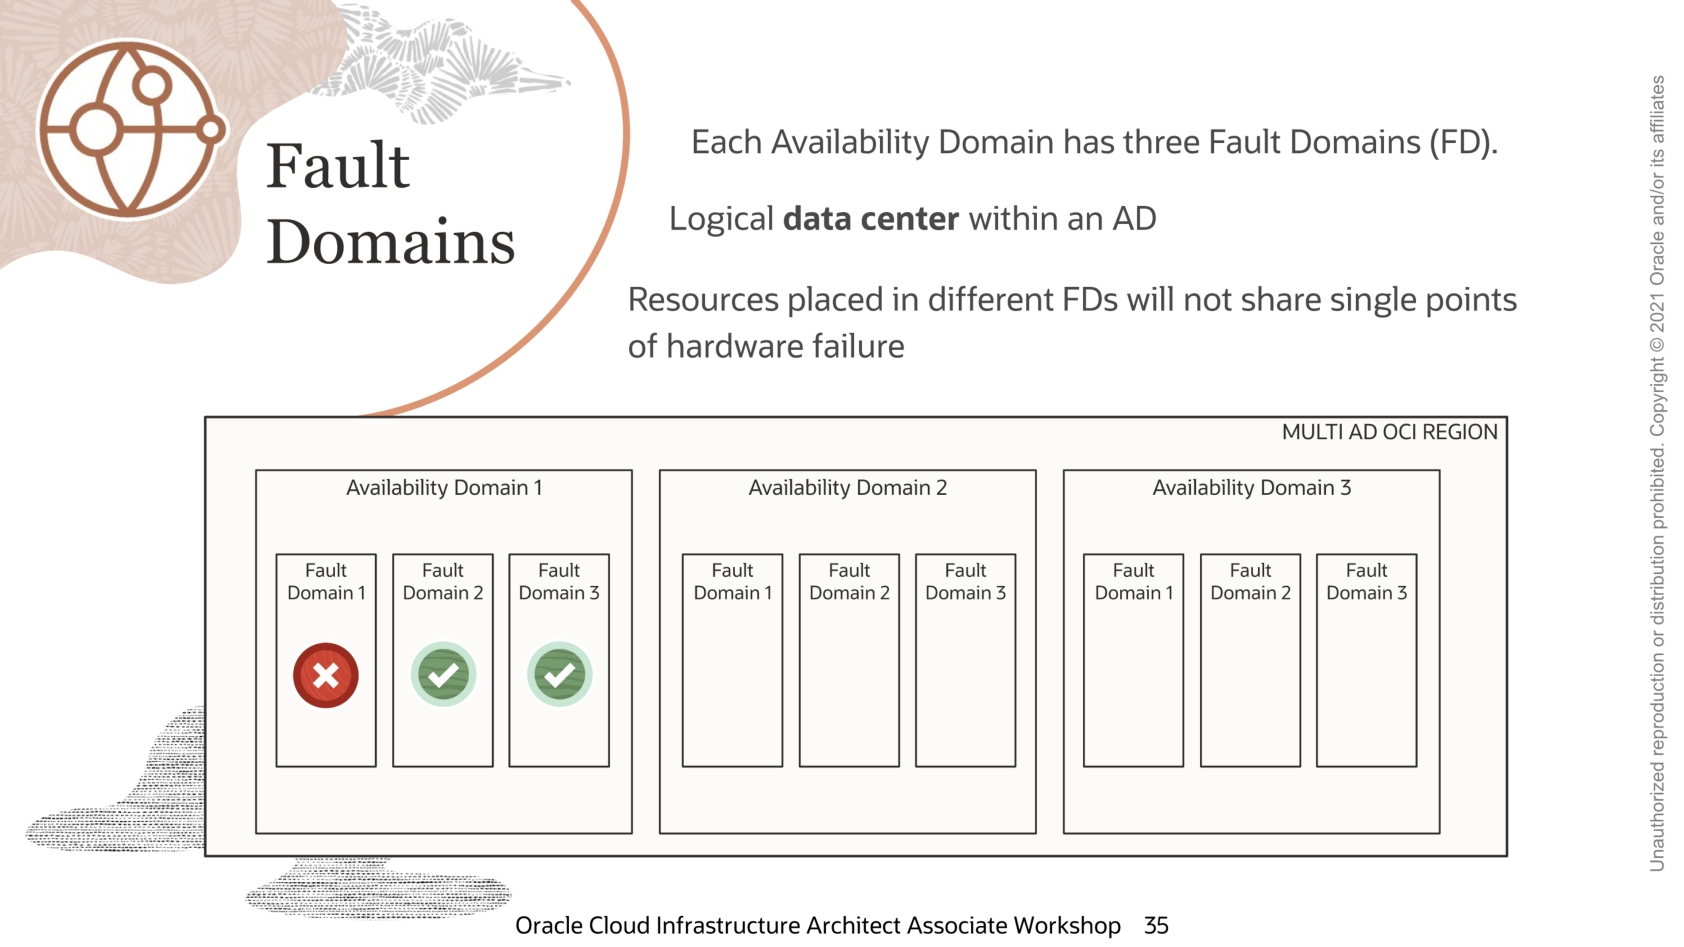 Fault
Domains
Each Availability Domain has three Fault Domains (FD).
Logical data center within an AD
Resources placed in different FDs will not share single points
of hardware failure
MULTI AD OCI REGION
Availability Domain 1
Fault
Domain 1
Fault
Domain 2
Fault
Domain 3
Availability Domain 2
Fault
Domain 1
Fault
Domain 2
Fault
Domain 3
Availability Domain 3
Fault
Domain 1
Fault
Domain 2
Fault
Domain 3
Oracle Cloud Infrastructure Architect Associate Workshop 35
Unauthorized reproduction or distribution prohibited. Copyright © 2021 Oracle and/or its affiliates